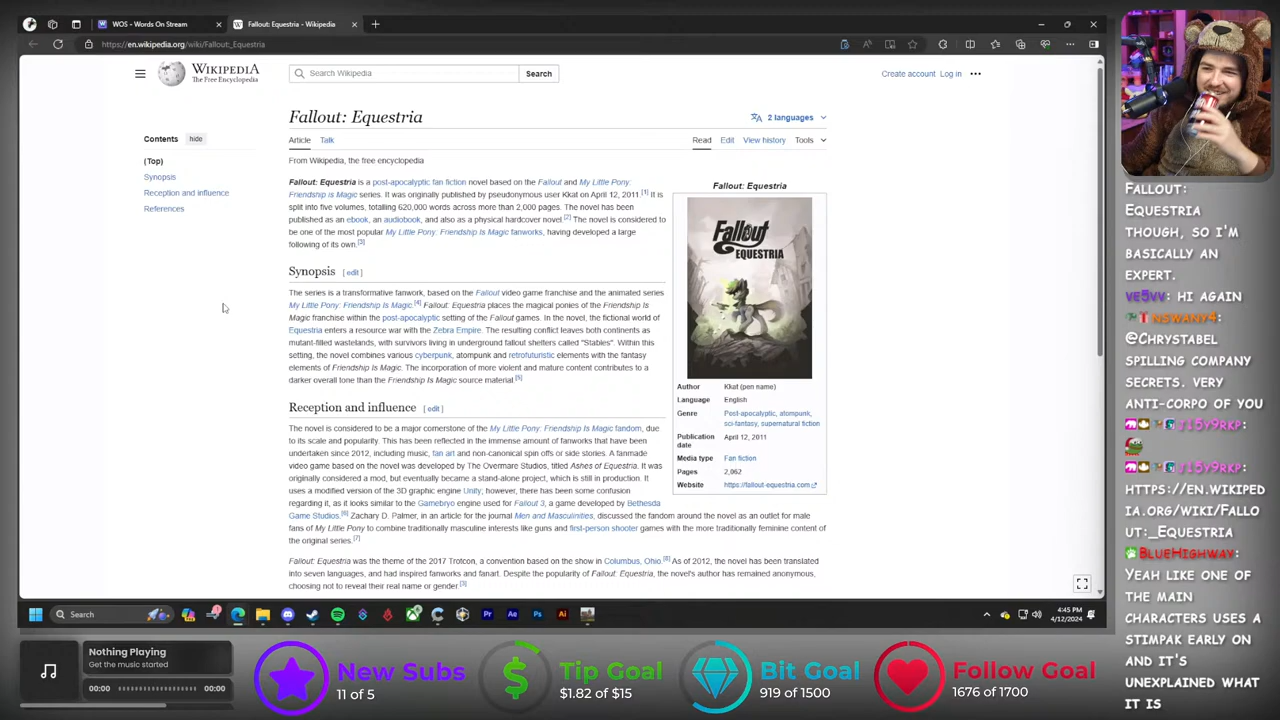 WOS - Words On Stream
Fallout: Equestria - Wikipedia
https://en.wikipedia.org/wiki/Fallout:_Equestria
WIKIPEDIA
The Free Encyclopedia
Search Wikipedia
Search
Create account Log in
Contents hide
(Top)
Synopsis
Reception and influence
References
Fallout: Equestria
2 languages
Article Talk
Read Edit View history Tools
From Wikipedia, the free encyclopedia
Fallout: Equestria is a post-apocalyptic fan fiction novel based on the Fallout and My Little Pony:
Friendship is Magic series. It was originally published by pseudonymous user Kkat on April 12, 2011.[1] It is
split into five volumes, totalling 620,000 words across more than 2,000 pages. The novel has been
published as an ebook, an audiobook, and also as a physical hardcover novel.[2] The novel is considered to
be one of the most popular My Little Pony: Friendship Is Magic fanworks, having developed a large
following of its own.[3]
Synopsis [ edit ]
The series is a transformative fanwork, based on the Fallout video game franchise and the animated series
My Little Pony: Friendship Is Magic.[4] Fallout: Equestria places the magical ponies of the Friendship Is
Magic franchise within the post-apocalyptic setting of the Fallout games. In the novel, the fictional world of
Equestria enters a resource war with the Zebra Empire. The resulting conflict leaves both continents as
mutant-filled wastelands, with survivors living in underground fallout shelters called "Stables". Within this
setting, the novel combines various cyberpunk, atompunk and retrofuturistic elements with the fantasy
elements of Friendship Is Magic. The incorporation of more violent and mature content contributes to a
darker overall tone than the Friendship Is Magic source material.[5]
Reception and influence [ edit ]
The novel is considered to be a major cornerstone of the My Little Pony: Friendship Is Magic fandom, due
to its scale and popularity. This has been reflected in the immense amount of fanworks that have been
undertaken since 2012, including music, fan art and non-canonical spin offs or side stories. A fanmade
video game based on the novel was developed by The Overmare Studios, titled Ashes of Equestria. It was
originally considered a mod, but eventually became a stand-alone project, which is still in production. It
uses a modified version of the 3D graphic engine Unity, however, there has been some confusion
regarding it, as it looks similar to the Gamebryo engine used for Fallout 3, a game developed by Bethesda
Game Studios.[6] Zachary D. Palmer, in an article for the journal Men and Masculinities, discussed the fandom around the novel as an outlet for male
fans of My Little Pony to combine traditionally masculine interests like guns and first-person shooter games with the more traditionally feminine content of
the original series.[7]
Fallout: Equestria was the theme of the 2017 Trotcon, a convention based on the show in Columbus, Ohio.[8] As of 2012, the novel has been translated
into seven languages, and had inspired fanworks and fanart. Despite the popularity of Fallout: Equestria, the novel's author has remained anonymous,
choosing not to reveal their real name or gender.[3]
Fallout: Equestria
Fallout
EQUESTRIA
Author Kkat (pen name)
Language English
Genre Post-apocalyptic, atompunk,
sci-fantasy, supernatural fiction
Publication April 12, 2011
date
Media type Fan fiction
Pages 2,062
Website https://fallout-equestria.com
Search
4:45 PM
4/12/2024
FALLOUT:
EQUESTRIA
THOUGH, SO I'M
BASICALLY AN
EXPERT.
VE5VV: HI AGAIN
NSWANY4:
@CHRYSTABEL
SPILLING COMPANY
SECRETS. VERY
ANTI-CORPO OF YOU
J15Y9RKP:
J15Y9RKP:
HTTPS://EN.WIKIPED
IA.ORG/WIKI/FALLO
UT:_EQUESTRIA
BLUEHIGHWAY:
YEAH LIKE ONE OF
THE MAIN
CHARACTERS USES A
STIMPAK EARLY ON
AND IT'S
UNEXPLAINED WHAT
IT IS
Nothing Playing
Get the music started
00:00 00:00
New Subs
11 of 5
Tip Goal
$1.82 of $15
Bit Goal
919 of 1500
Follow Goal
1676 of 1700